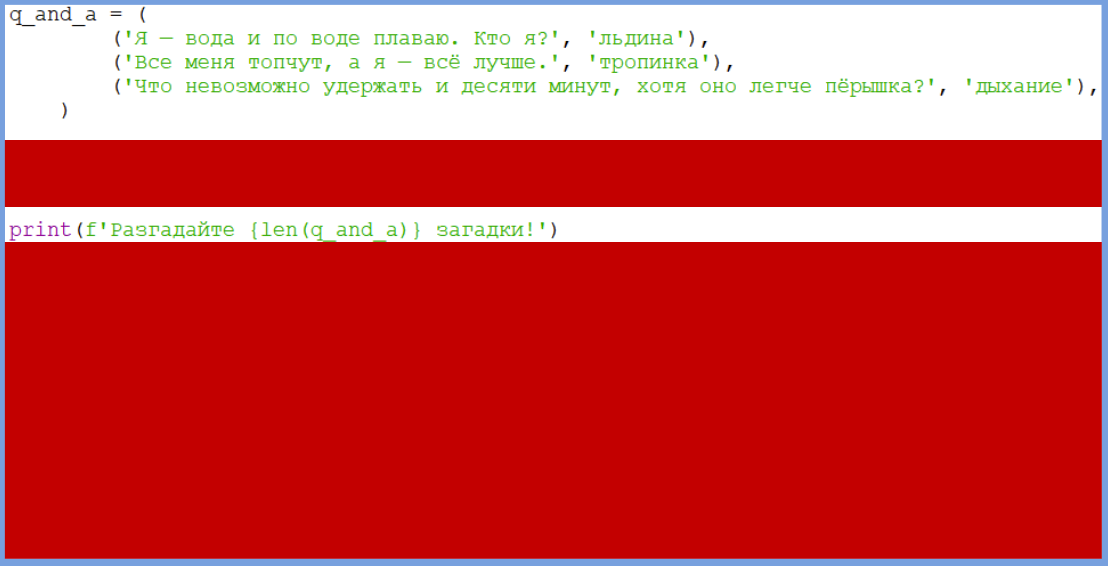 q_and_a = (
('Я — вода и по воде плаваю. Кто я?', 'льдина'),
('Все меня топчут, а я — всё лучше.', 'тропинка'),
('Что невозможно удержать и десяти минут, хотя оно легче пёрышка?', 'дыхание'),
)
print(f'Разгадайте {len(q_and_a)} загадки!')